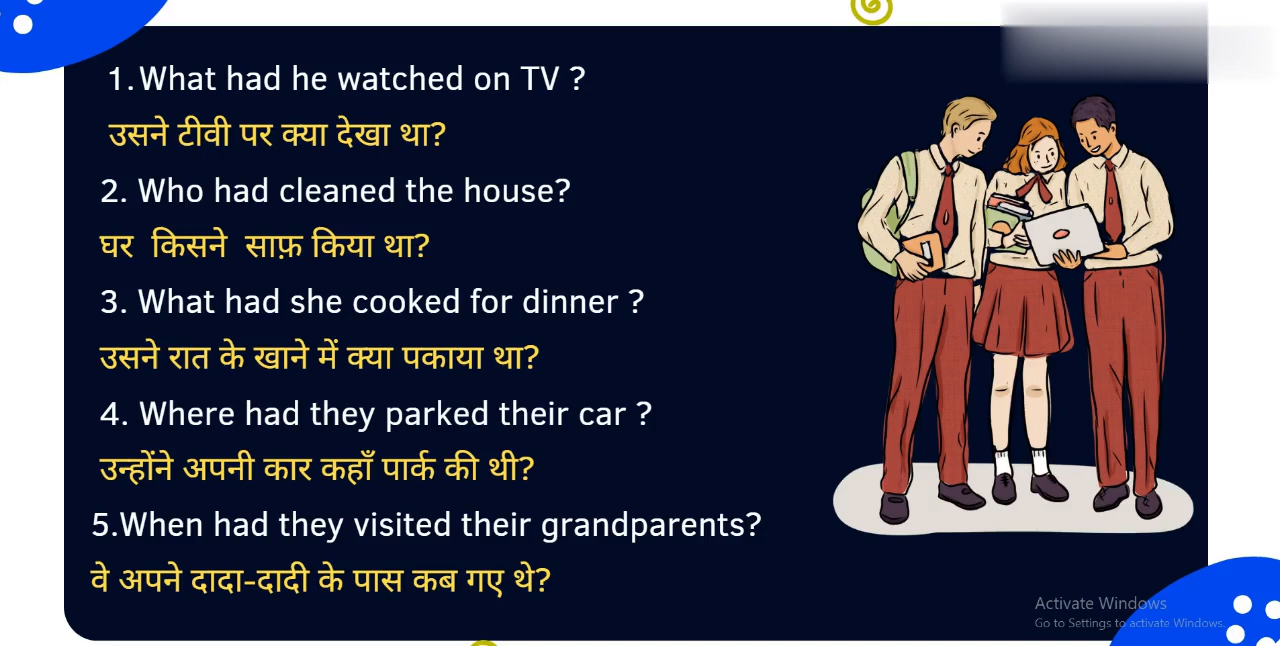 1.What had he watched on TV ?
उसने टीवी पर क्या देखा था?
2. Who had cleaned the house?
घर किसने साफ़ किया था?
3. What had she cooked for dinner ?
उसने रात के खाने में क्या पकाया था?
4. Where had they parked their car ?
उन्होंने अपनी कार कहाँ पार्क की थी?
5.When had they visited their grandparents?
वे अपने दादा-दादी के पास कब गए थे?
Activate Windows
Go to Settings to activate Windows.